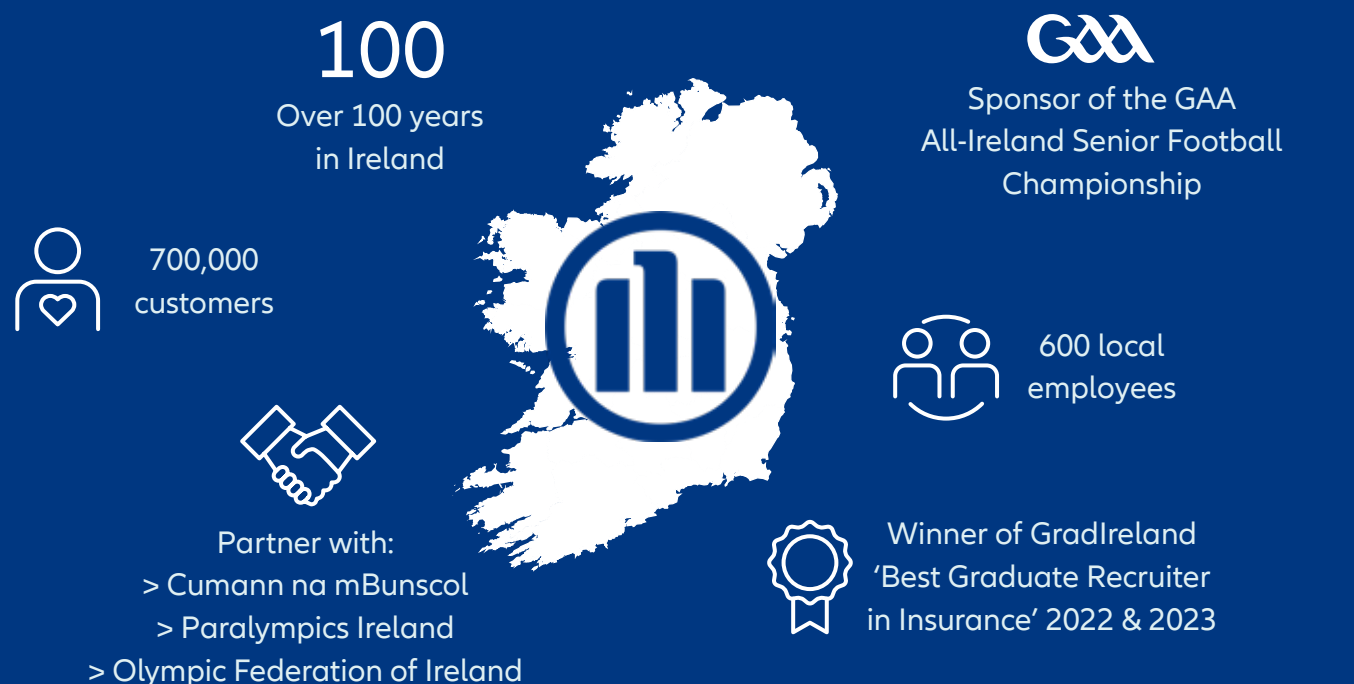 100
Over 100 years
in Ireland
GAA
Sponsor of the GAA
All-Ireland Senior Football
Championship
700,000
customers
600 local
employees
Partner with:
> Cumann na mBunscol
> Paralympics Ireland
> Olympic Federation of Ireland
Winner of GradIreland
‘Best Graduate Recruiter
in Insurance’ 2022 & 2023